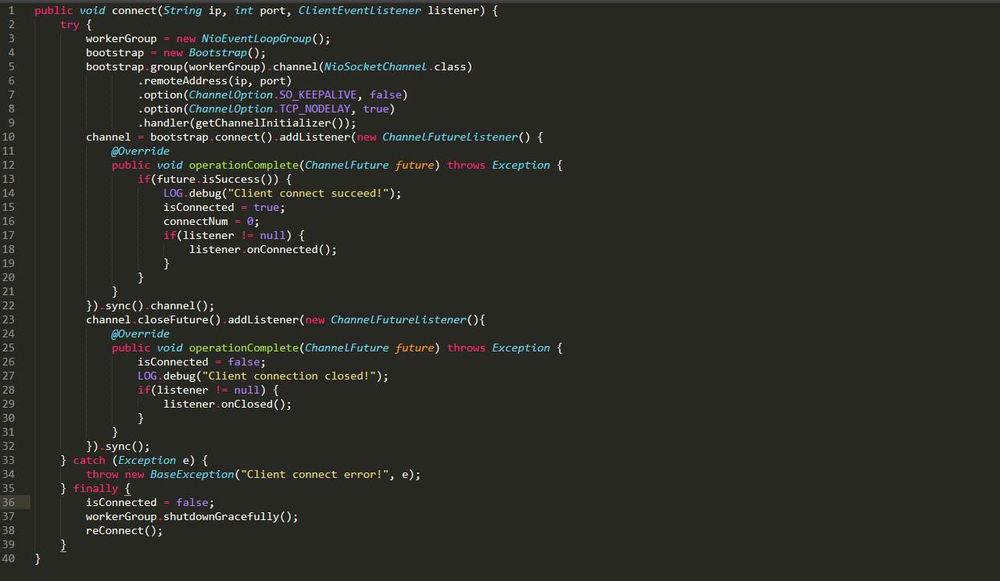 1 public void connect(String ip, int port, ClientEventListener listener) {
2 try {
3 workerGroup = new NioEventLoopGroup();
4 bootstrap = new Bootstrap();
5 bootstrap.group(workerGroup).channel(NioSocketChannel.class)
6 .remoteAddress(ip, port)
7 .option(ChannelOption.SO_KEEPALIVE, false)
8 .option(ChannelOption.TCP_NODELAY, true)
9 .handler(getChannelInitializer());
10 channel = bootstrap.connect().addListener(new ChannelFutureListener() {
11 @Override
12 public void operationComplete(ChannelFuture future) throws Exception {
13 if(future.isSuccess()) {
14 LOG.debug("Client connect succeed!");
15 isConnected = true;
16 connectNum = 0;
17 if(listener != null) {
18 listener.onConnected();
19 }
20 }
21 }
22 }).sync().channel();
23 channel.closeFuture().addListener(new ChannelFutureListener(){
24 @Override
25 public void operationComplete(ChannelFuture future) throws Exception {
26 isConnected = false;
27 LOG.debug("Client connection closed!");
28 if(listener != null) {
29 listener.onClosed();
30 }
31 }
32 }).sync();
33 } catch (Exception e) {
34 throw new BaseException("Client connect error!", e);
35 } finally {
36 isConnected = false;
37 workerGroup.shutdownGracefully();
38 reConnect();
39 }
40 }